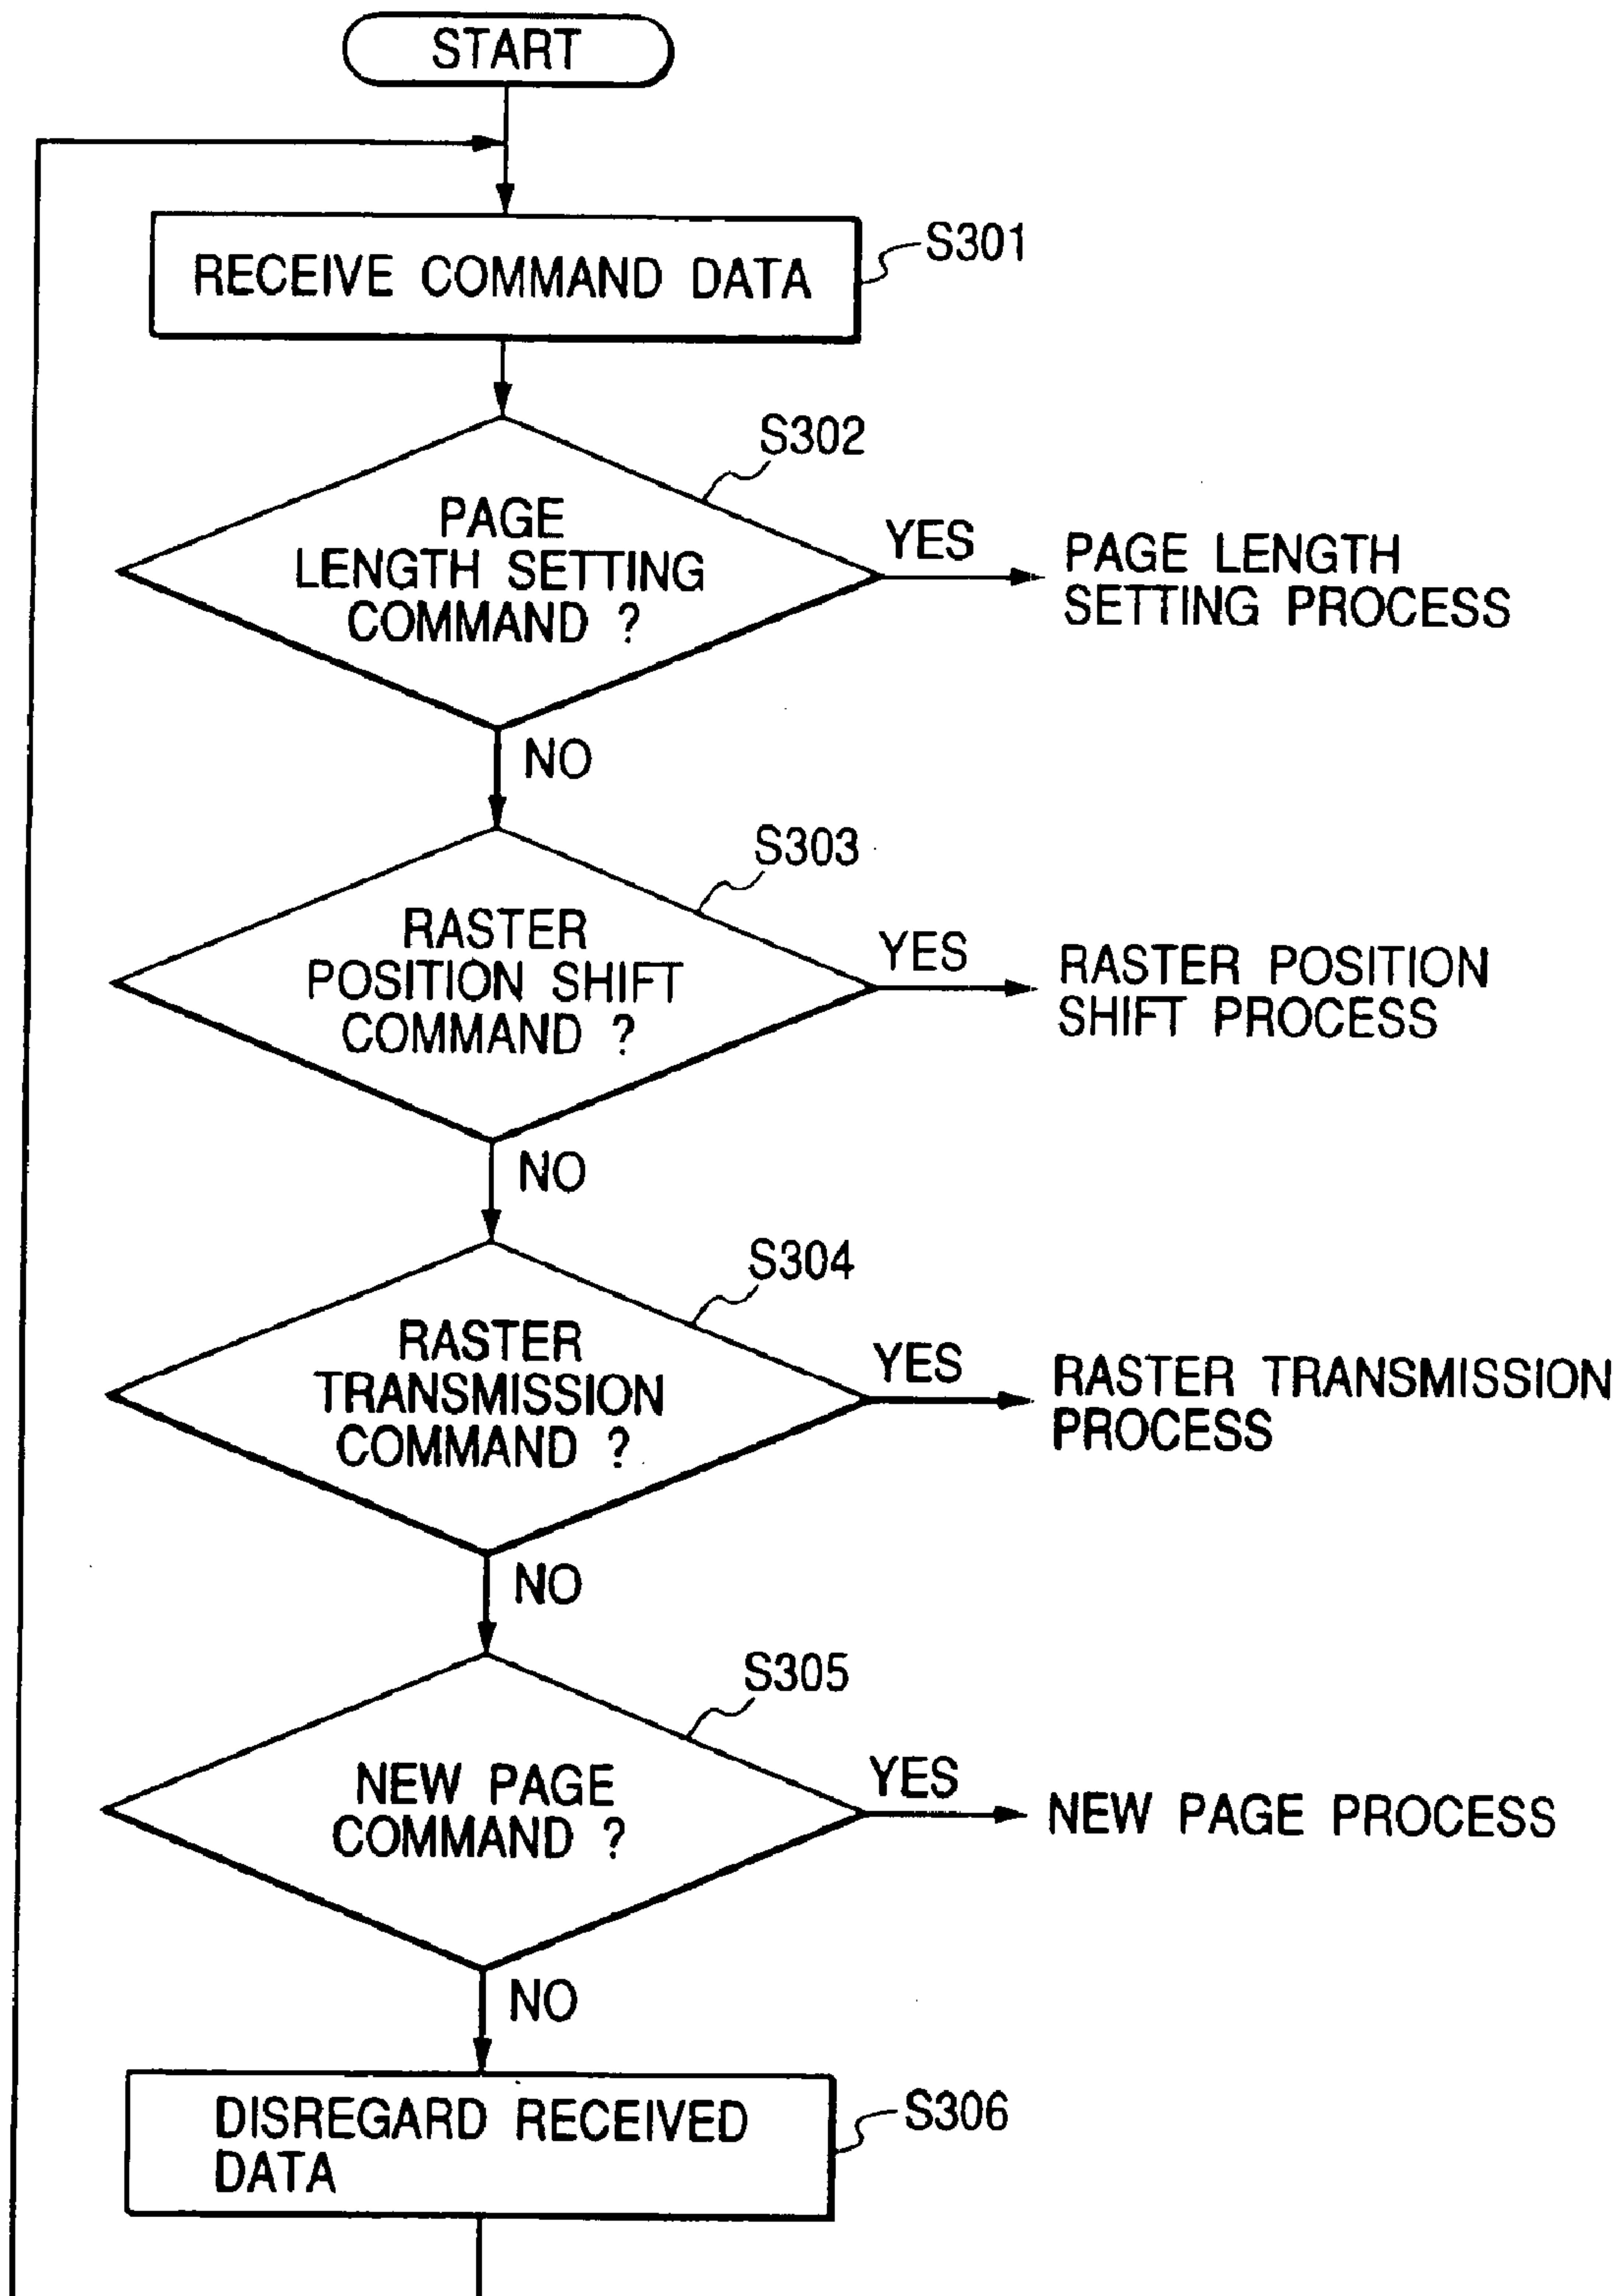 START
RECEIVE COMMAND DATA
S301
S302
PAGE
LENGTH SETTING
COMMAND ?
YES
PAGE LENGTH
SETTING PROCESS
NO
S303
RASTER
POSITION SHIFT
COMMAND ?
YES
RASTER POSITION
SHIFT PROCESS
NO
S304
RASTER
TRANSMISSION
COMMAND ?
YES
RASTER TRANSMISSION
PROCESS
NO
S305
NEW PAGE
COMMAND ?
YES
NEW PAGE PROCESS
NO
DISREGARD RECEIVED
DATA
S306